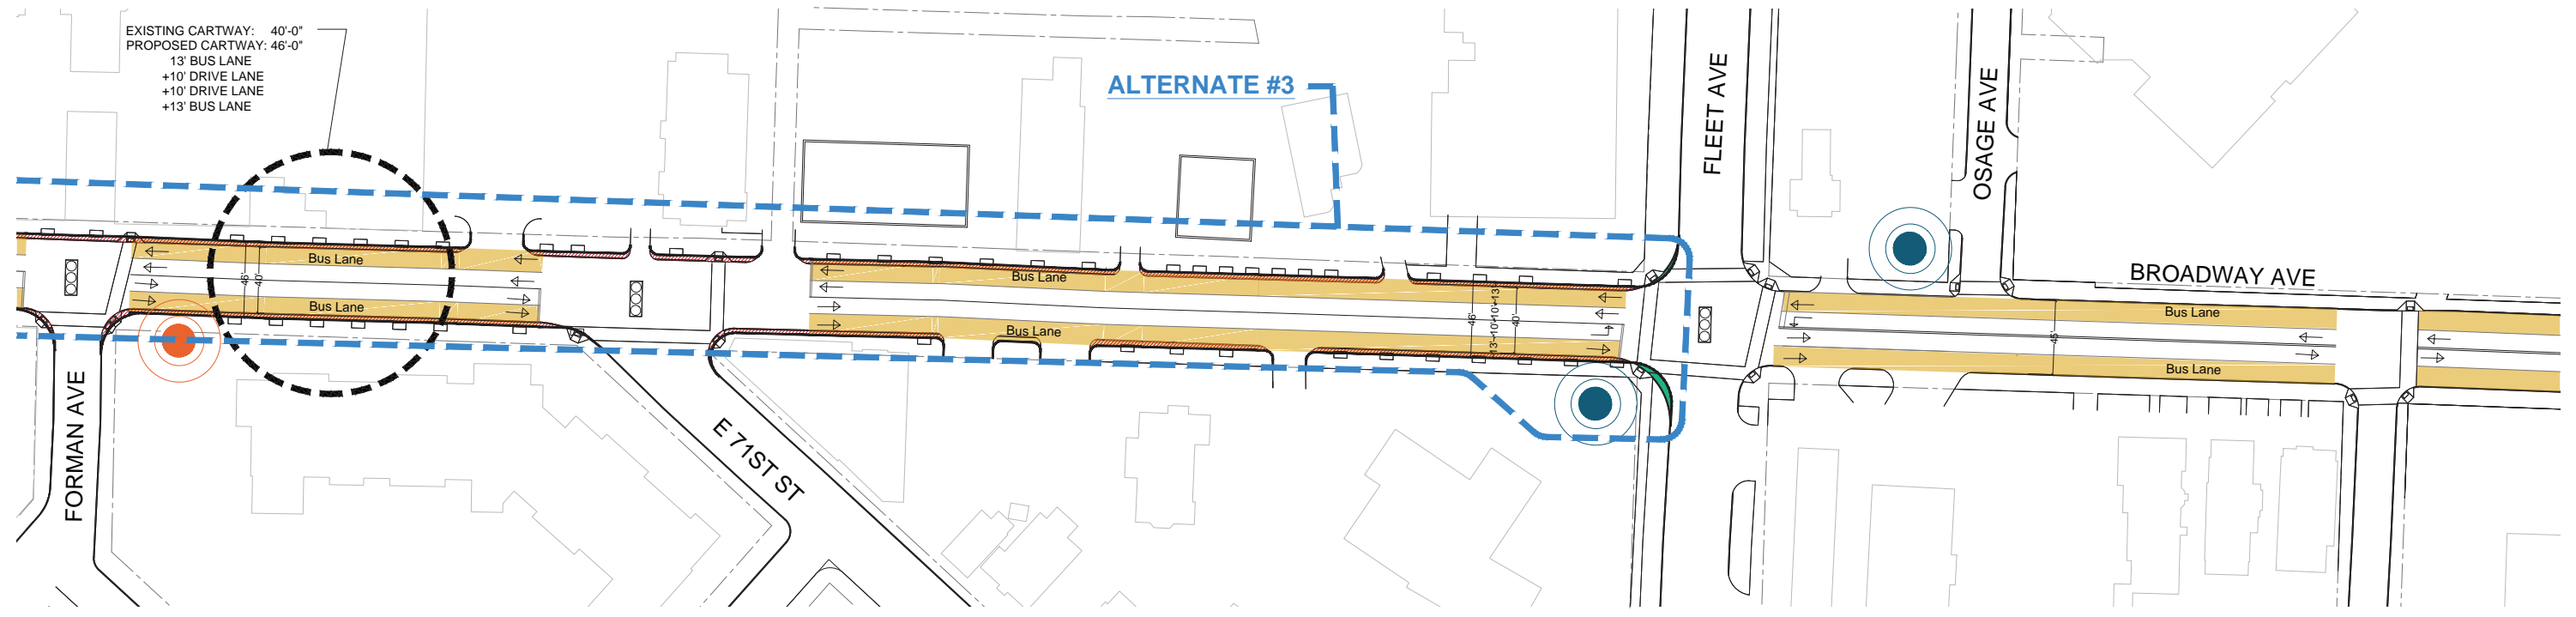 EXISTING CARTWAY: 40'-0"
PROPOSED CARTWAY: 46'-0"
13' BUS LANE
+10' DRIVE LANE
+10' DRIVE LANE
+13' BUS LANE
ALTERNATE #3
FLEET AVE
OSAGE AVE
BROADWAY AVE
Bus Lane
Bus Lane
46'
40'
Bus Lane
Bus Lane
46'
13'-10'-10'-13'
40'
Bus Lane
Bus Lane
45'
FORMAN AVE
E 71ST ST